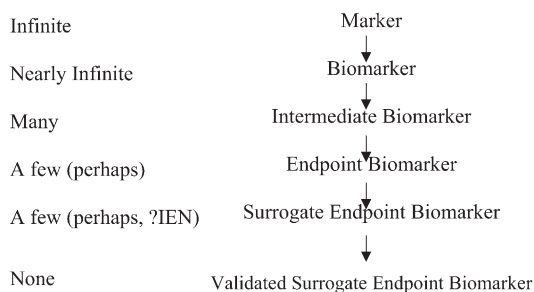 Infinite Marker
Nearly Infinite Biomarker
Many Intermediate Biomarker
A few (perhaps) Endpoint Biomarker
A few (perhaps, ?IEN) Surrogate Endpoint Biomarker
None Validated Surrogate Endpoint Biomarker